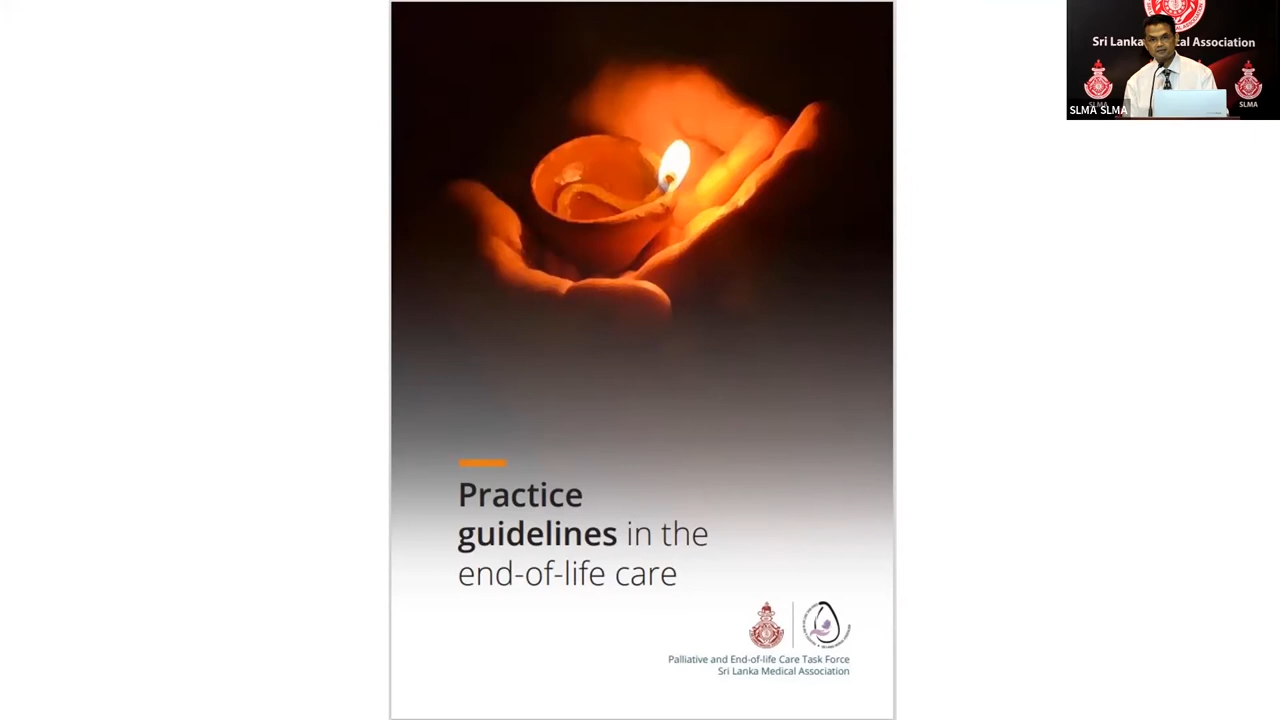 Practice
guidelines in the
end-of-life care
Palliative and End-of-life Care Task Force
Sri Lanka Medical Association
Sri Lanka
Association
SLMA SLMA
SLMA